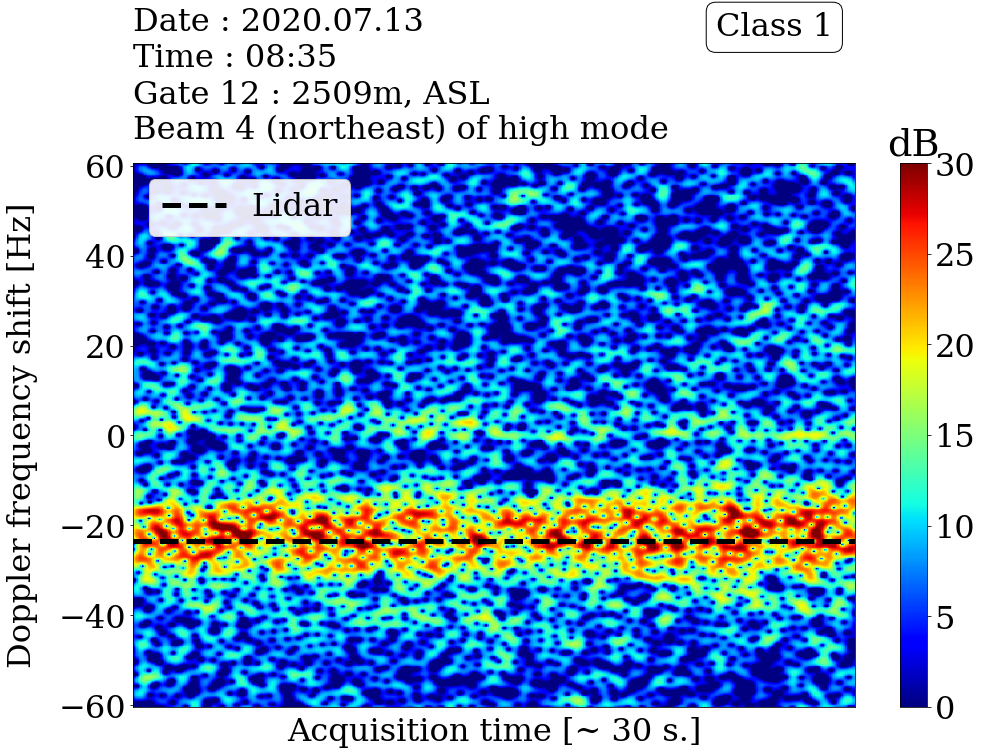 Date : 2020.07.13
Class 1
Time : 08:35
Gate 12 : 2509m, ASL
Beam 4 (northeast) of high mode
dB
Lidar
Doppler frequency shift [Hz]
60
40
20
0
−20
−40
−60
30
25
20
15
10
5
0
Acquisition time [~ 30 s.]